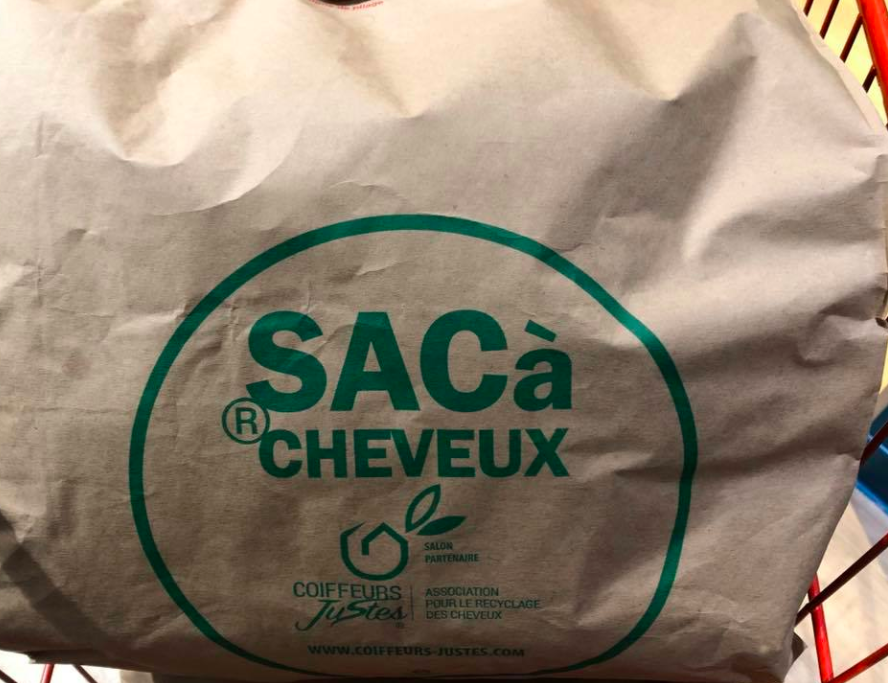 SACà
®
CHEVEUX
SALON
PARTENAIRE
COIFFEURS
Justes
ASSOCIATION
POUR LE RECYCLAGE
DES CHEVEUX
WWW.COIFFEURS-JUSTES.COM